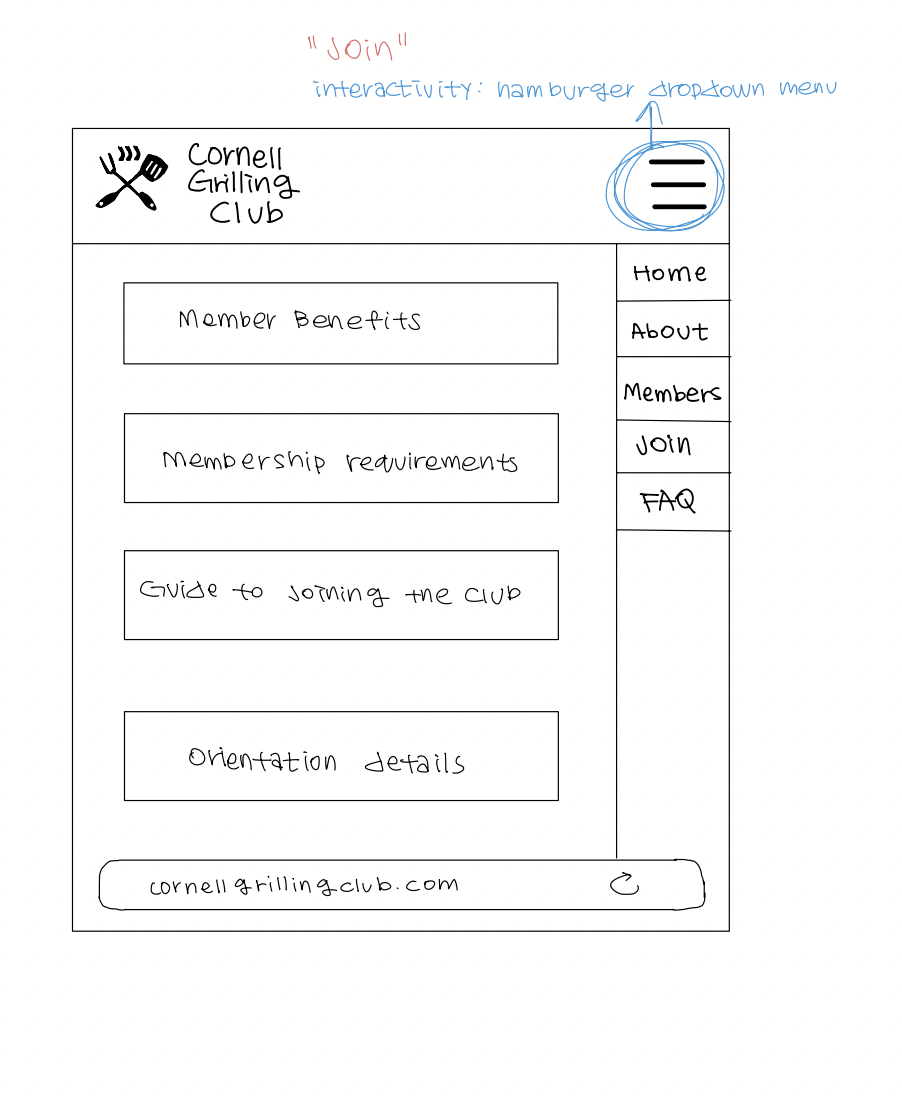 "Join"
interactivity: hamburger dropdown menu
Cornell
Grilling
Club
Home
About
Members
Join
FAQ
Member Benefits
Membership requirements
Guide to Joining the club
Orientation details
cornellgrillingclub.com